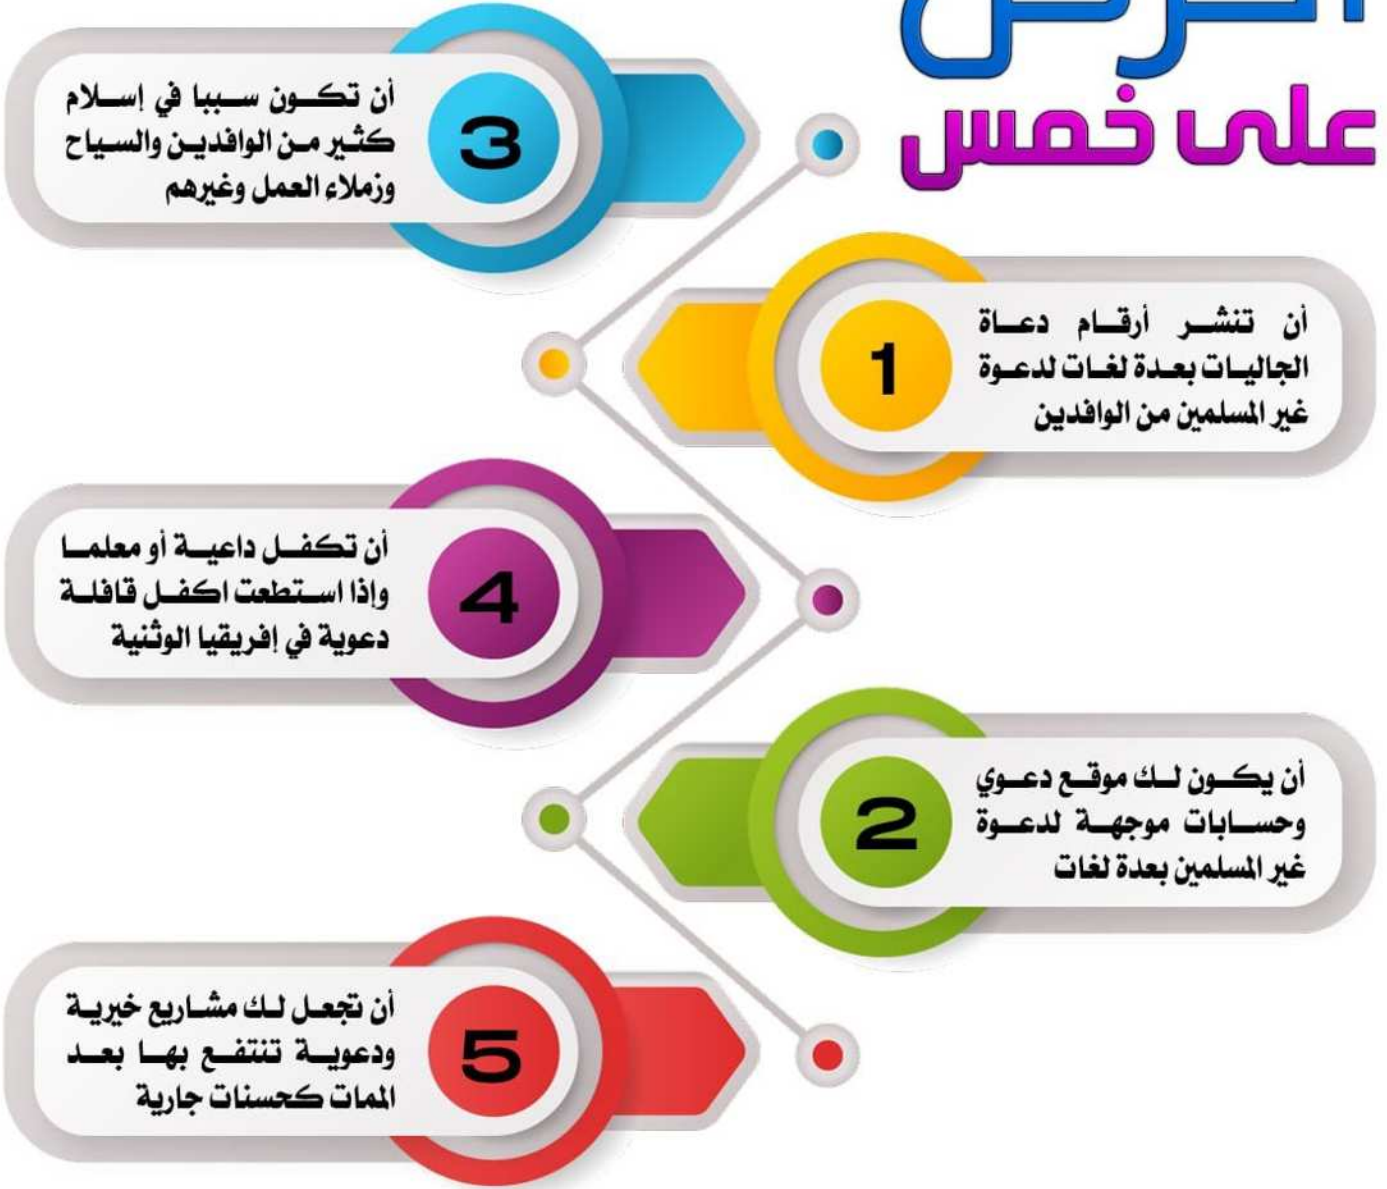 على خمس
3
أن تكون سببا في إسلام
كثير من الوافدين والسياح
وزملاء العمل وغيرهم
1
أن تنشر أرقام دعاة
الجاليات بعدة لغات لدعوة
غير المسلمين من الوافدين
4
أن تكفل داعية أو معلما
وإذا استطعت اكفل قافلة
دعوية في إفريقيا الوثنية
2
أن يكون لك موقع دعوي
وحسابات موجهة لدعوة
غير المسلمين بعدة لغات
5
أن تجعل لك مشاريع خيرية
ودعوية تنتفع بها بعد
الممات كحسنات جارية